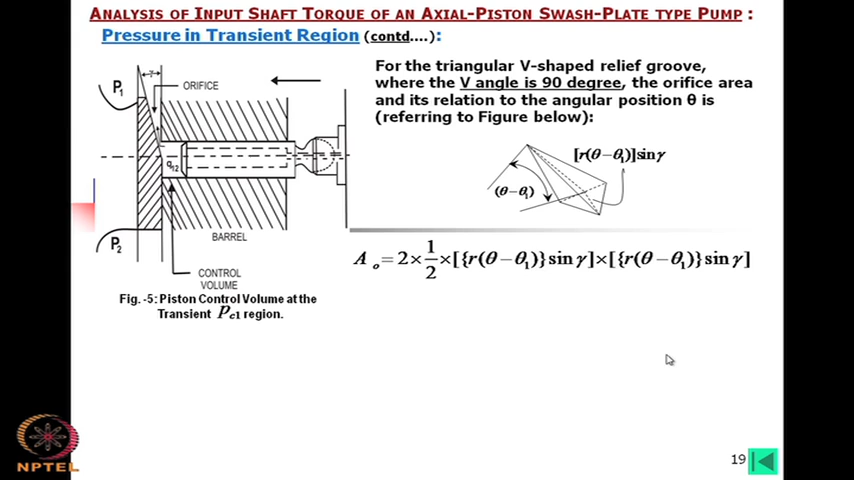 ANALYSIS OF INPUT SHAFT TORQUE OF AN AXIAL-PISTON SWASH-PLATE TYPE PUMP :
Pressure in Transient Region (contd....):
For the triangular V-shaped relief groove,
where the V angle is 90 degree, the orifice area
and its relation to the angular position θ is
(referring to Figure below):
P1
γ
ORIFICE
q12
P2
BARREL
CONTROL
VOLUME
Fig. -5: Piston Control Volume at the
Transient Pc1 region.
[r(θ−θ1)]sinγ
(θ−θ1)
Ao = 2 × 1/2 × [{r(θ−θ1)} sin γ] × [{r(θ−θ1)} sin γ]
NPTEL
19